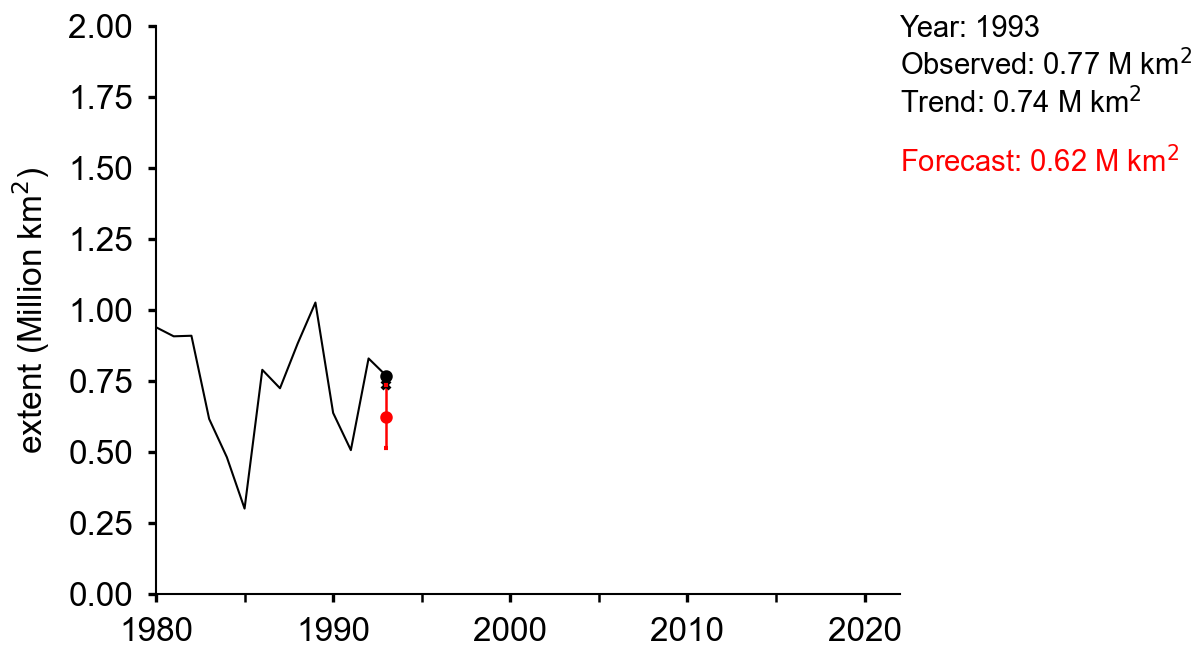 2.00
1.75
1.50
1.25
1.00
0.75
0.50
0.25
0.00
extent (Million km²)
1980 1990 2000 2010 2020
Year: 1993
Observed: 0.77 M km²
Trend: 0.74 M km²
Forecast: 0.62 M km²